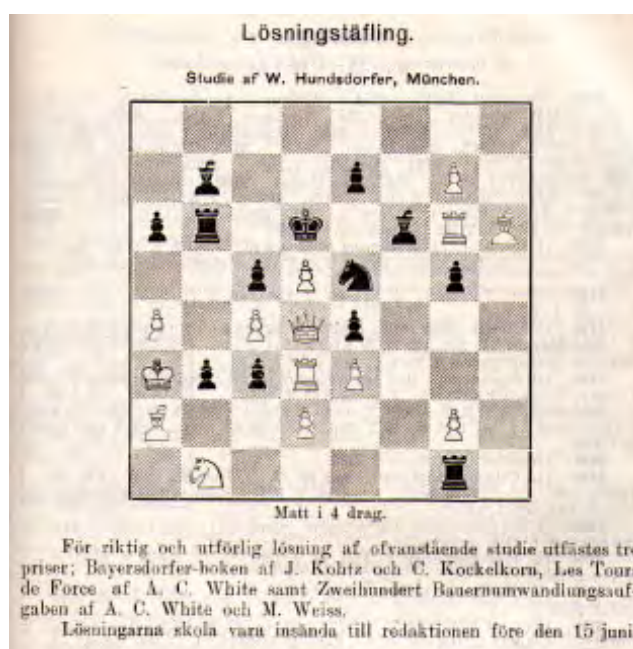 Lösningstäfling.
Studie af W. Hundsdorfer, München.
Matt i 4 drag.
För riktig och utförlig lösning af ofvanstående studie utfästes tre
priser; Bayersdorfer-boken af J. Kohtz och C. Kockelkorn, Les Tours
de Force af A. C. White samt Zweihundert Bauernumwandlungsauf-
gaben af A. C. White och M. Weiss.
Lösningarna skola vara insända till redaktionen före den 15 juni